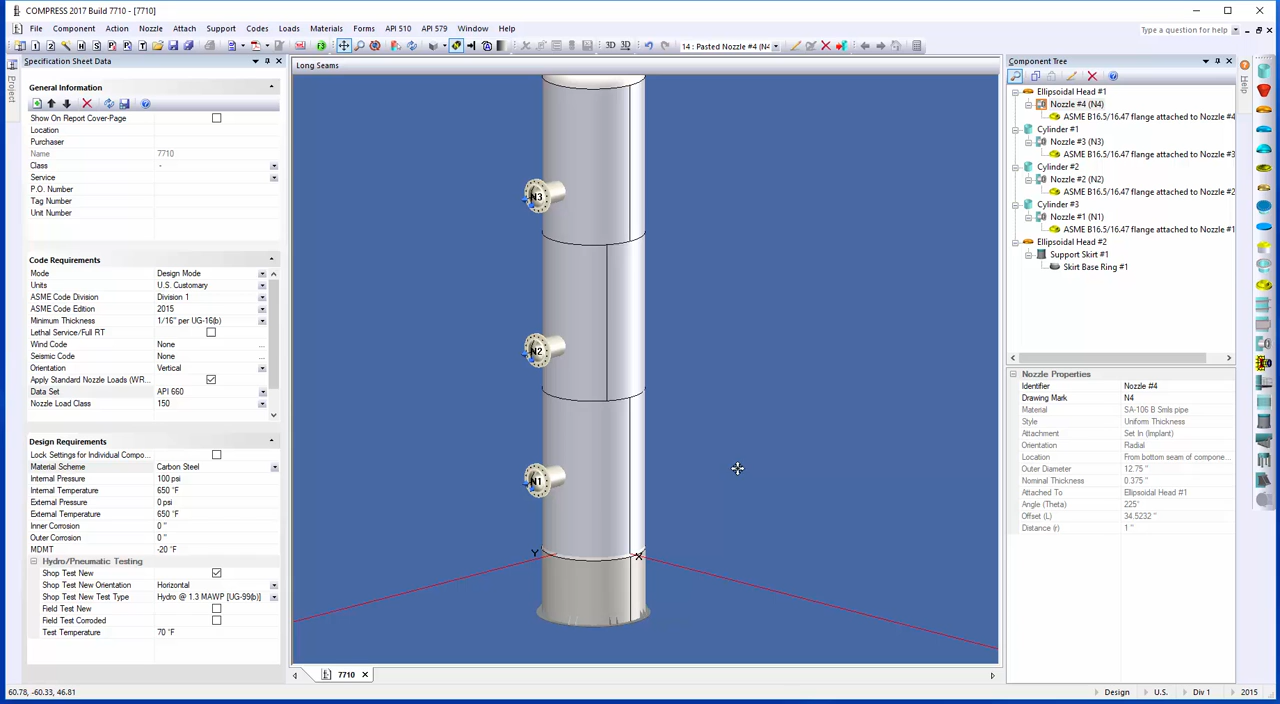 COMPRESS 2017 Build 7710 - [7710]
File Component Action Nozzle Attach Support Codes Loads Materials Forms API 510 API 579 Window Help
Type a question for help
14 : Pasted Nozzle #4 (N4
3D 3D
Project
Specification Sheet Data
General Information
Show On Report Cover-Page
Location
Purchaser
Name 7710
Class -
Service
P.O. Number
Tag Number
Unit Number
Code Requirements
Mode Design Mode
Units U.S. Customary
ASME Code Division Division 1
ASME Code Edition 2015
Minimum Thickness 1/16" per UG-16(b)
Lethal Service/Full RT
Wind Code None ...
Seismic Code None ...
Orientation Vertical
Apply Standard Nozzle Loads (WR...
Data Set API 660
Nozzle Load Class 150
Design Requirements
Lock Settings for Individual Compo...
Material Scheme Carbon Steel
Internal Pressure 100 psi
Internal Temperature 650 °F
External Pressure 0 psi
External Temperature 650 °F
Inner Corrosion 0 "
Outer Corrosion 0 "
MDMT -20 °F
Hydro/Pneumatic Testing
Shop Test New
Shop Test New Orientation Horizontal
Shop Test New Test Type Hydro @ 1.3 MAWP [UG-99(b)]
Field Test New
Field Test Corroded
Test Temperature 70 °F
Long Seams
N3
N2
N1
Y
X
7710
Component Tree
Ellipsoidal Head #1
Nozzle #4 (N4)
ASME B16.5/16.47 flange attached to Nozzle #4
Cylinder #1
Nozzle #3 (N3)
ASME B16.5/16.47 flange attached to Nozzle #3
Cylinder #2
Nozzle #2 (N2)
ASME B16.5/16.47 flange attached to Nozzle #2
Cylinder #3
Nozzle #1 (N1)
ASME B16.5/16.47 flange attached to Nozzle #1
Ellipsoidal Head #2
Support Skirt #1
Skirt Base Ring #1
Nozzle Properties
Identifier Nozzle #4
Drawing Mark N4
Material SA-106 B Smls pipe
Style Uniform Thickness
Attachment Set In (Implant)
Orientation Radial
Location From bottom seam of compone...
Outer Diameter 12.75 "
Nominal Thickness 0.375 "
Attached To Ellipsoidal Head #1
Angle (Theta) 225°
Offset (L) 34.5232 "
Distance (r) 1 "
Help
60.78, -60.33, 46.81
Design U.S. Div 1 2015